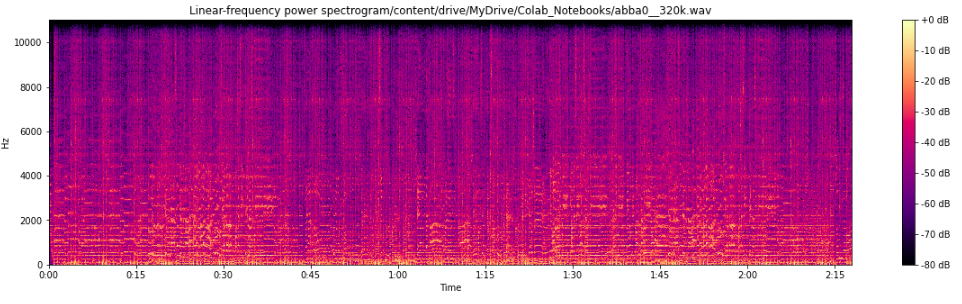 Linear-frequency power spectrogram/content/drive/MyDrive/Colab_Notebooks/abba0__320k.wav
+0 dB
10000
-10 dB
8000
-20 dB
-30 dB
6000
Hz
-40 dB
4000
-50 dB
-60 dB
2000
-70 dB
0
-80 dB
0:00 0:15 0:30 0:45 1:00 1:15 1:30 1:45 2:00 2:15
Time